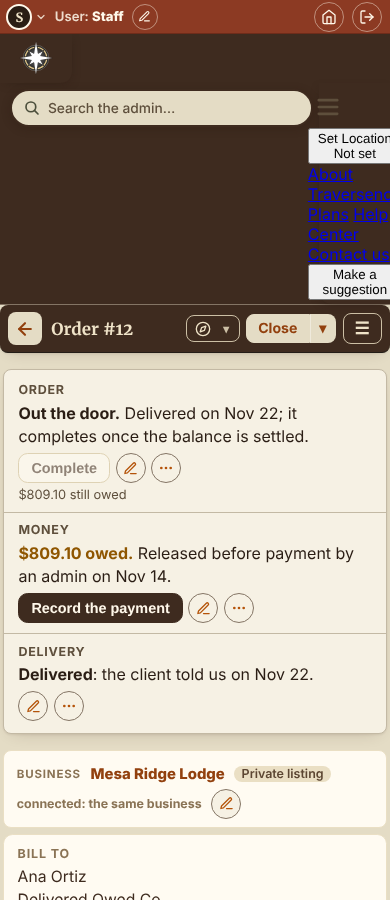 S User: Staff
Search the admin...
Set Location
Not set
About
Plans Help
Center
Contact us
Make a
suggestion
Order #12
Close
ORDER
Out the door. Delivered on Nov 22; it
completes once the balance is settled.
Complete
$809.10 still owed
MONEY
$809.10 owed. Released before payment by
an admin on Nov 14.
Record the payment
DELIVERY
Delivered: the client told us on Nov 22.
BUSINESS Mesa Ridge Lodge Private listing
connected: the same business
BILL TO
Ana Ortiz
Delivered Owed Co